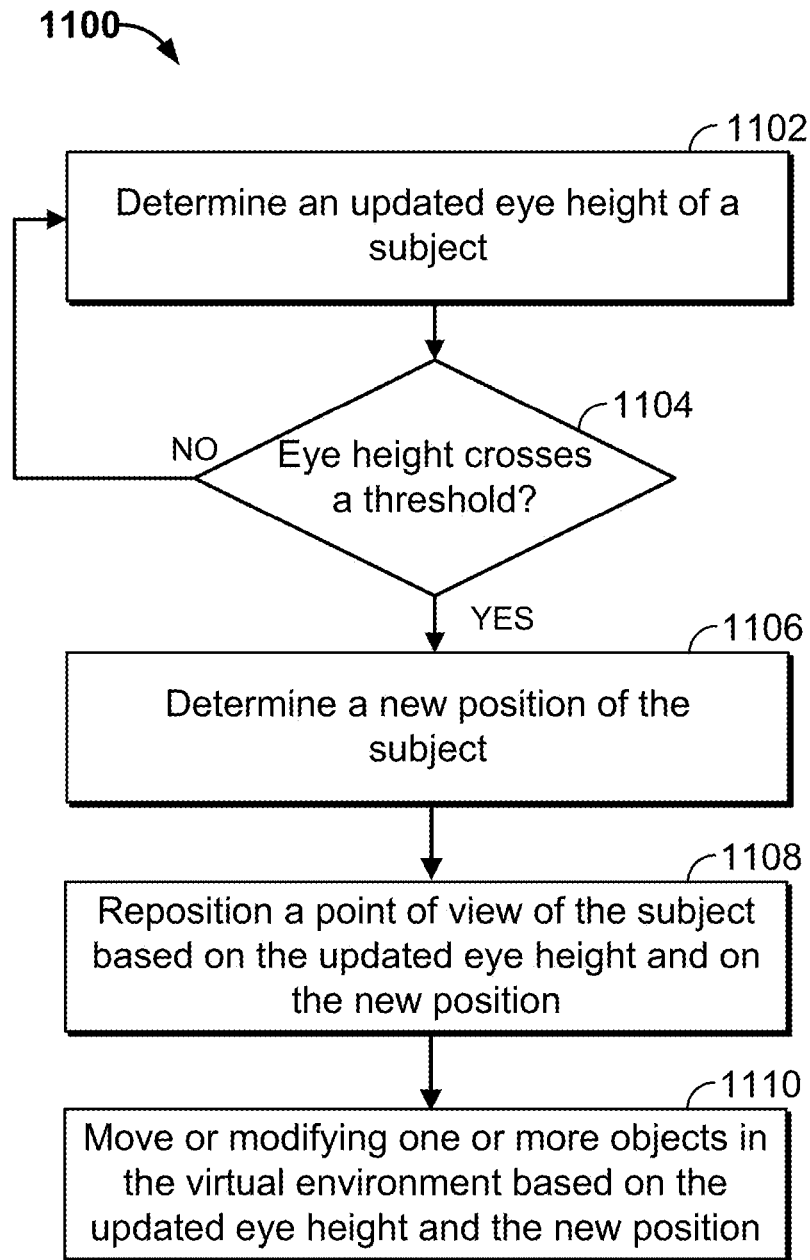 1100
1102
Determine an updated eye height of a
subject
1104
NO
Eye height crosses
a threshold?
YES
1106
Determine a new position of the
subject
1108
Reposition a point of view of the subject
based on the updated eye height and on
the new position
1110
Move or modifying one or more objects in
the virtual environment based on the
updated eye height and the new position